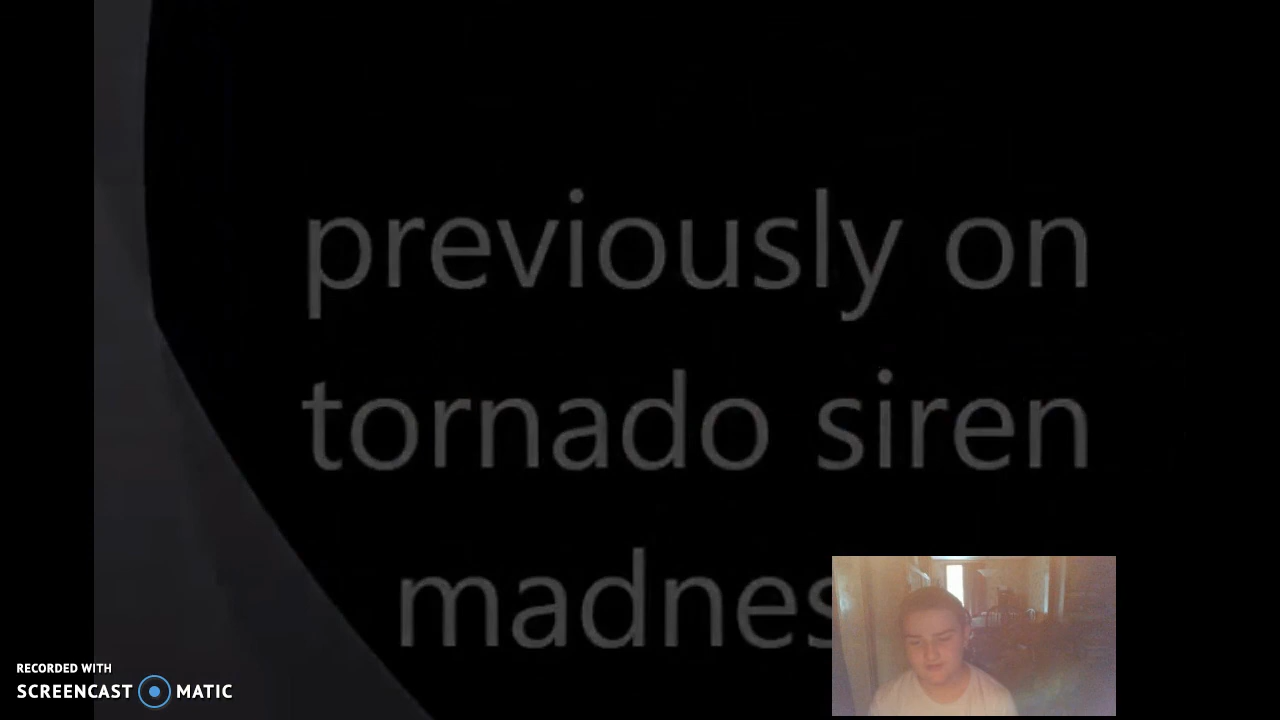 previously on
tornado siren
madnes
RECORDED WITH
SCREENCAST MATIC